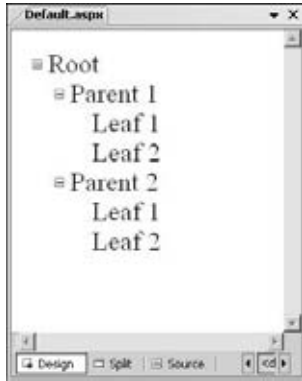 Default.aspx
Root
Parent 1
Leaf 1
Leaf 2
Parent 2
Leaf 1
Leaf 2
Design Split Source